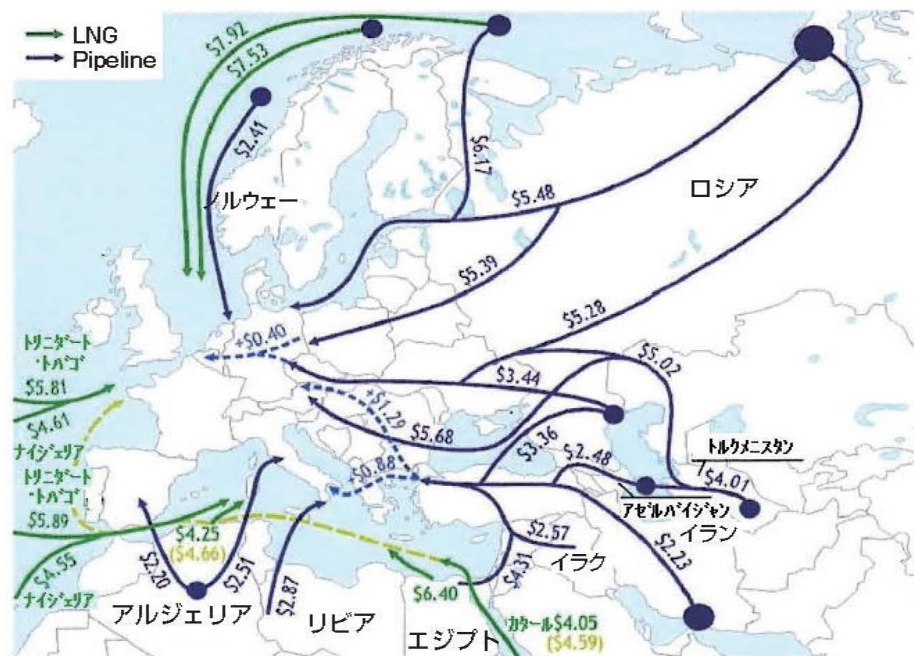 LNG
Pipeline
$7.92
$7.53
$2.41
$6.17
ノルウェー
$5.48
ロシア
$5.39
$5.28
+$0.40
トリニダート
・トバゴ
$5.81
$4.61
ナイジェリア
$3.44
$5.02
+$1.29
$5.68
$3.36
トルクメニスタン
$2.48
$4.01
トリニダート
・トバゴ
$5.89
+$0.88
アゼルバイジャン
イラン
$4.25
($4.66)
$2.57
イラク
$2.23
$4.55
ナイジェリア
$2.20
$2.51
$2.87
$4.31
$6.40
アルジェリア
リビア
エジプト
カタール$4.05
($4.59)